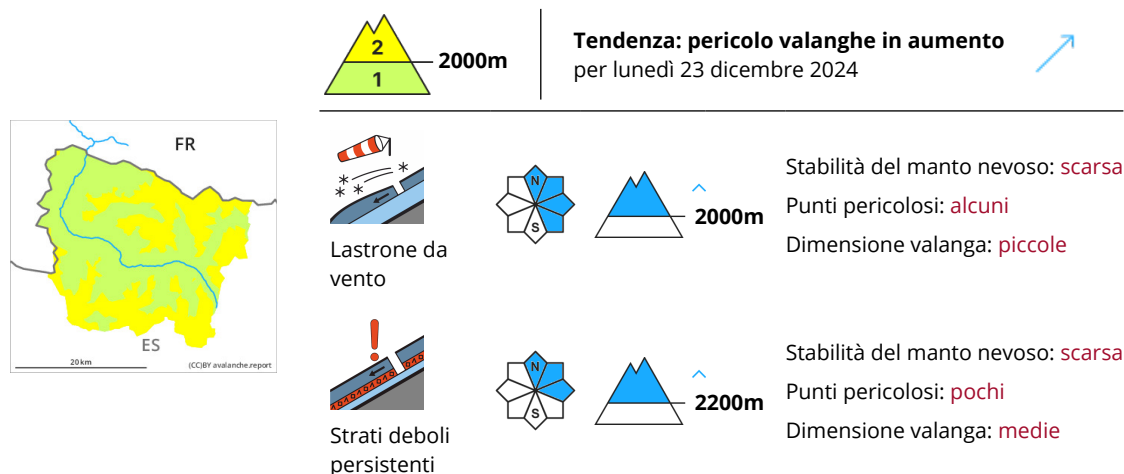 2
1
2000m
Tendenza: pericolo valanghe in aumento
per lunedì 23 dicembre 2024
FR
ES
20 km
(CC)BY avalanche.report
Lastrone da
vento
N
S
2000m
Stabilità del manto nevoso: scarsa
Punti pericolosi: alcuni
Dimensione valanga: piccole
Strati deboli
persistenti
N
S
2200m
Stabilità del manto nevoso: scarsa
Punti pericolosi: pochi
Dimensione valanga: medie